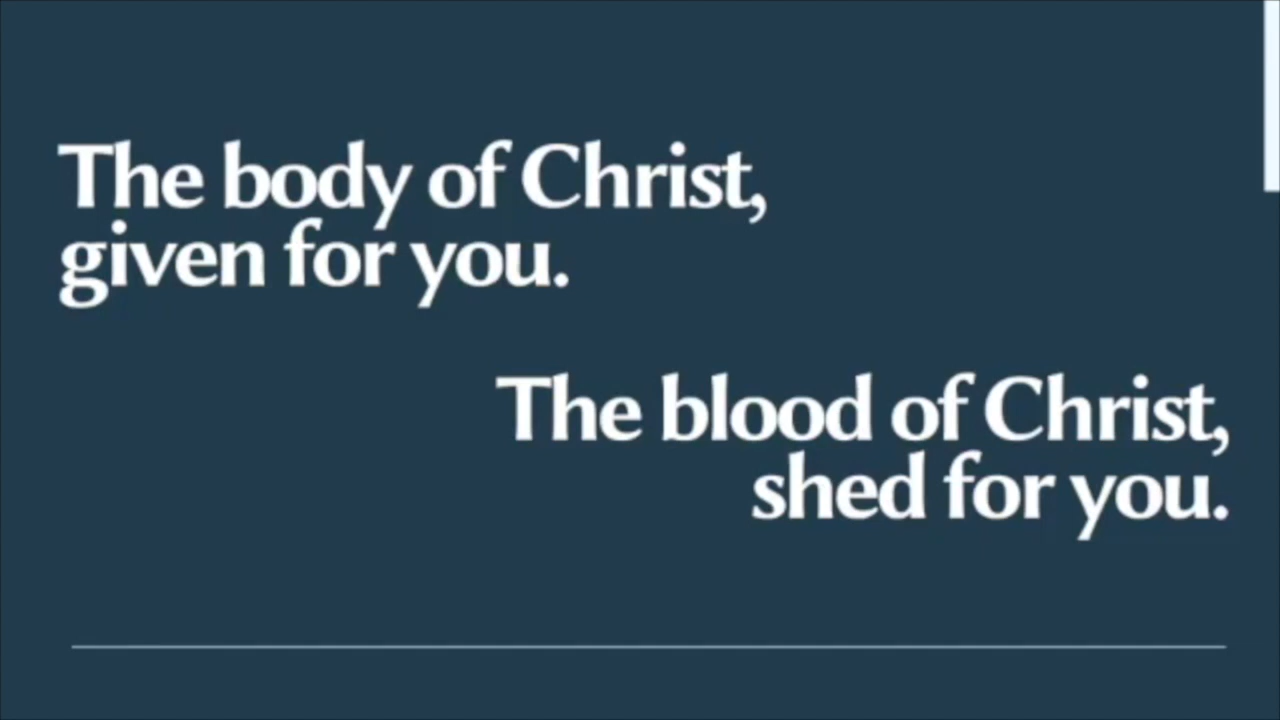 The body of Christ,
given for you.
The blood of Christ,
shed for you.